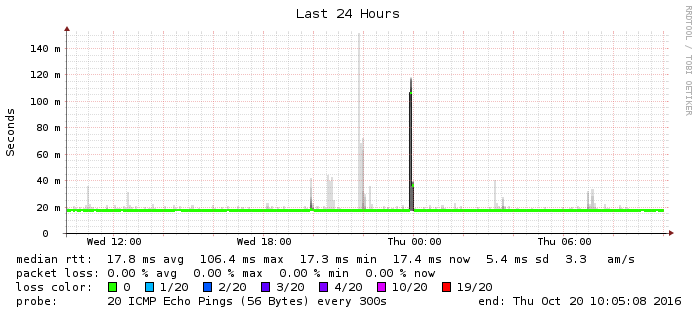 Last 24 Hours
RRDTOOL / TOBI OETIKER
Seconds
140 m
120 m
100 m
80 m
60 m
40 m
20 m
0
Wed 12:00 Wed 18:00 Thu 00:00 Thu 06:00
median rtt: 17.8 ms avg 106.4 ms max 17.3 ms min 17.4 ms now 5.4 ms sd 3.3 am/s
packet loss: 0.00 % avg 0.00 % max 0.00 % min 0.00 % now
loss color: 0 1/20 2/20 3/20 4/20 10/20 19/20
probe: 20 ICMP Echo Pings (56 Bytes) every 300s end: Thu Oct 20 10:05:08 2016